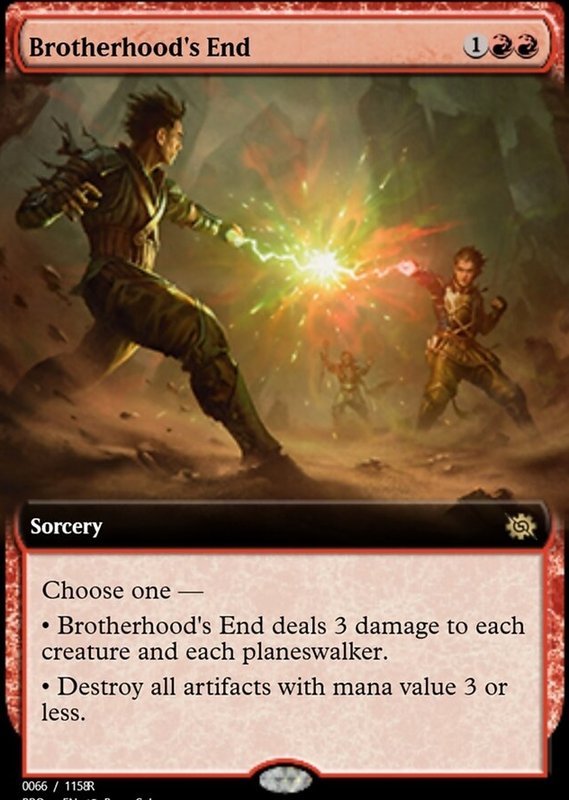 Brotherhood's End 1
Sorcery
Choose one —
• Brotherhood's End deals 3 damage to each
creature and each planeswalker.
• Destroy all artifacts with mana value 3 or
less.
0066 / 1158R